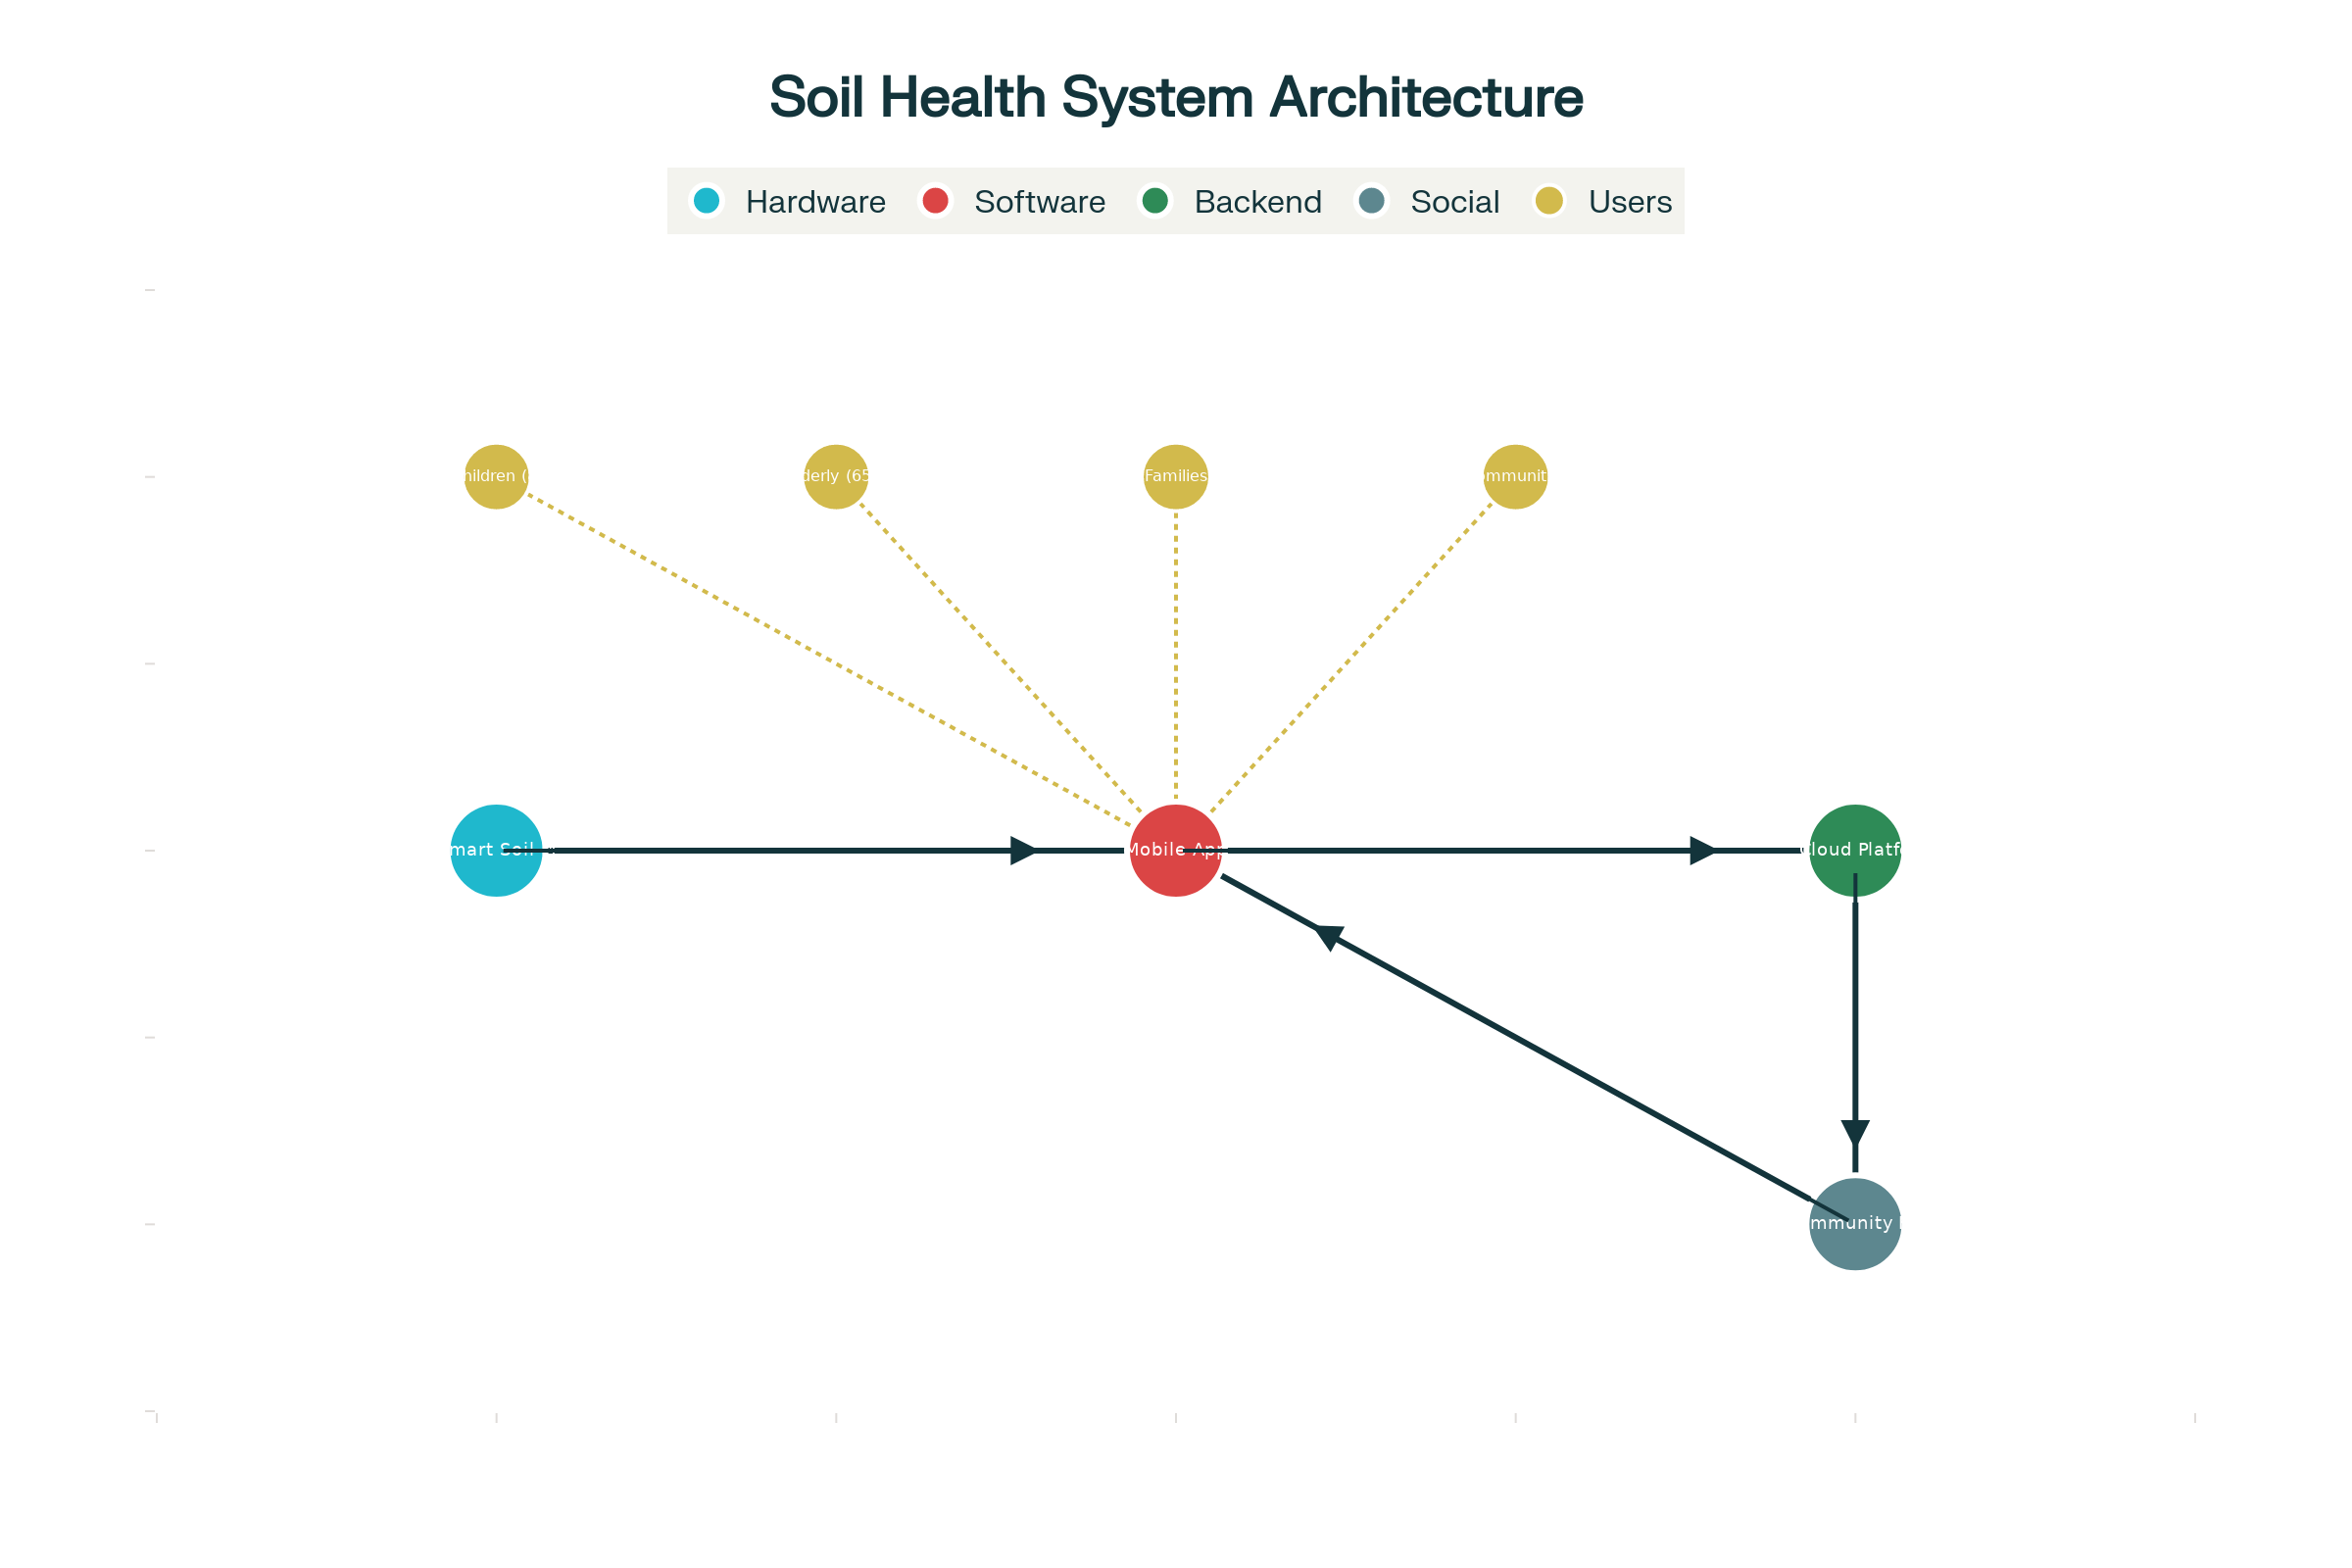 Soil Health System Architecture
Hardware Software Backend Social Users
hildren (
derly (65
Families
mmunit
mart Soil
Mobile App
loud Platf
mmunity